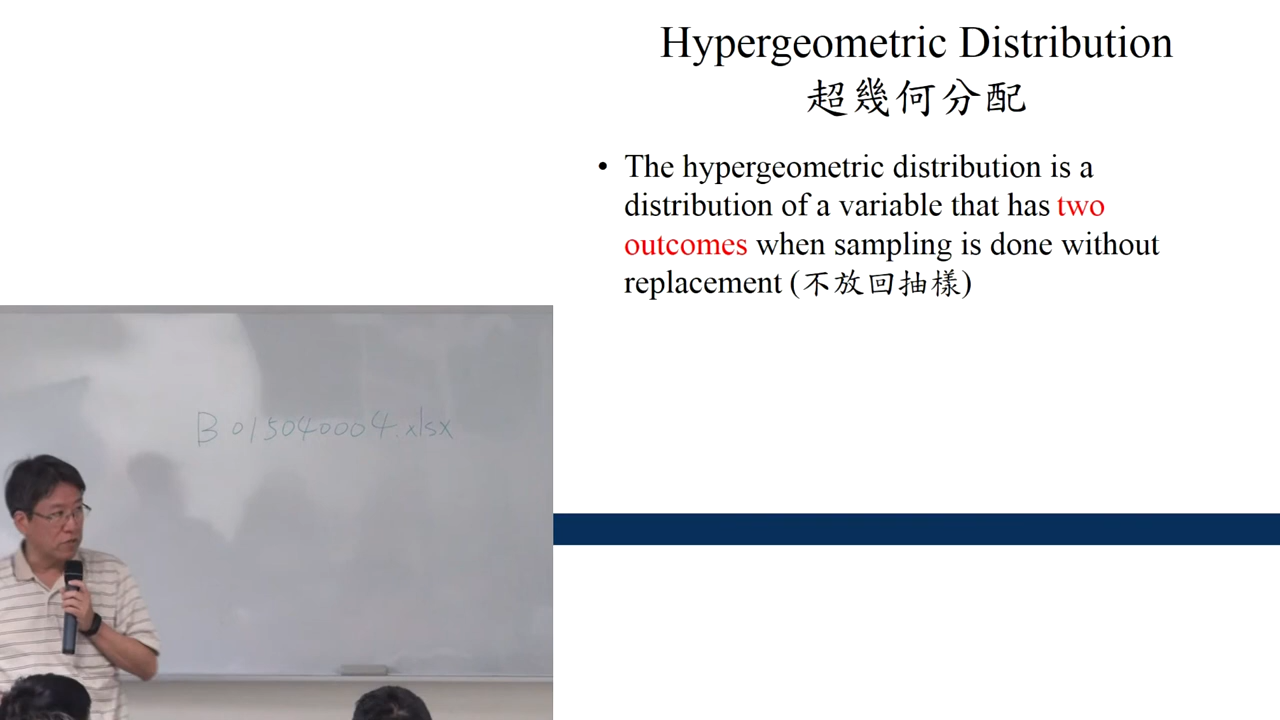 Hypergeometric Distribution
超幾何分配
• The hypergeometric distribution is a
distribution of a variable that has two
outcomes when sampling is done without
replacement (不放回抽樣)
B015040004.xlsx